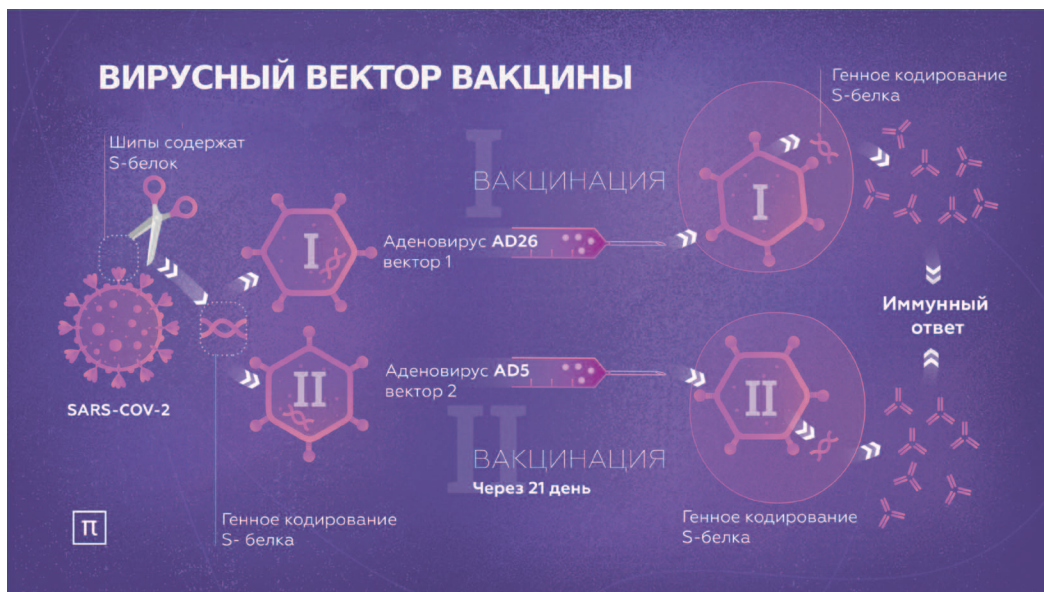 ВИРУСНЫЙ ВЕКТОР ВАКЦИНЫ
Шипы содержат
S-белок
SARS-COV-2
Генное кодирование
S- белка
I
II
Аденовирус AD26
вектор 1
I
ВАКЦИНАЦИЯ
Аденовирус AD5
вектор 2
II
ВАКЦИНАЦИЯ
Через 21 день
Генное кодирование
S-белка
I
II
Генное кодирование
S-белка
Иммунный
ответ
π